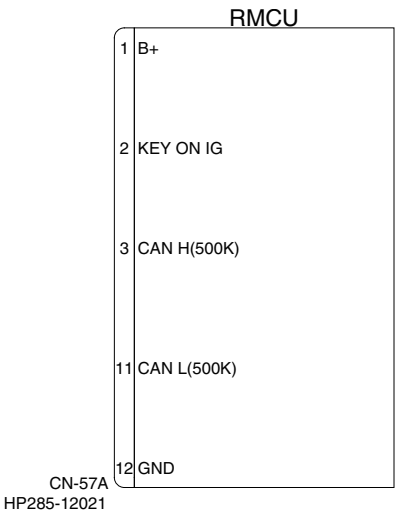 RMCU
1 B+
2 KEY ON IG
3 CAN H(500K)
11 CAN L(500K)
12 GND
CN-57A
HP285-12021